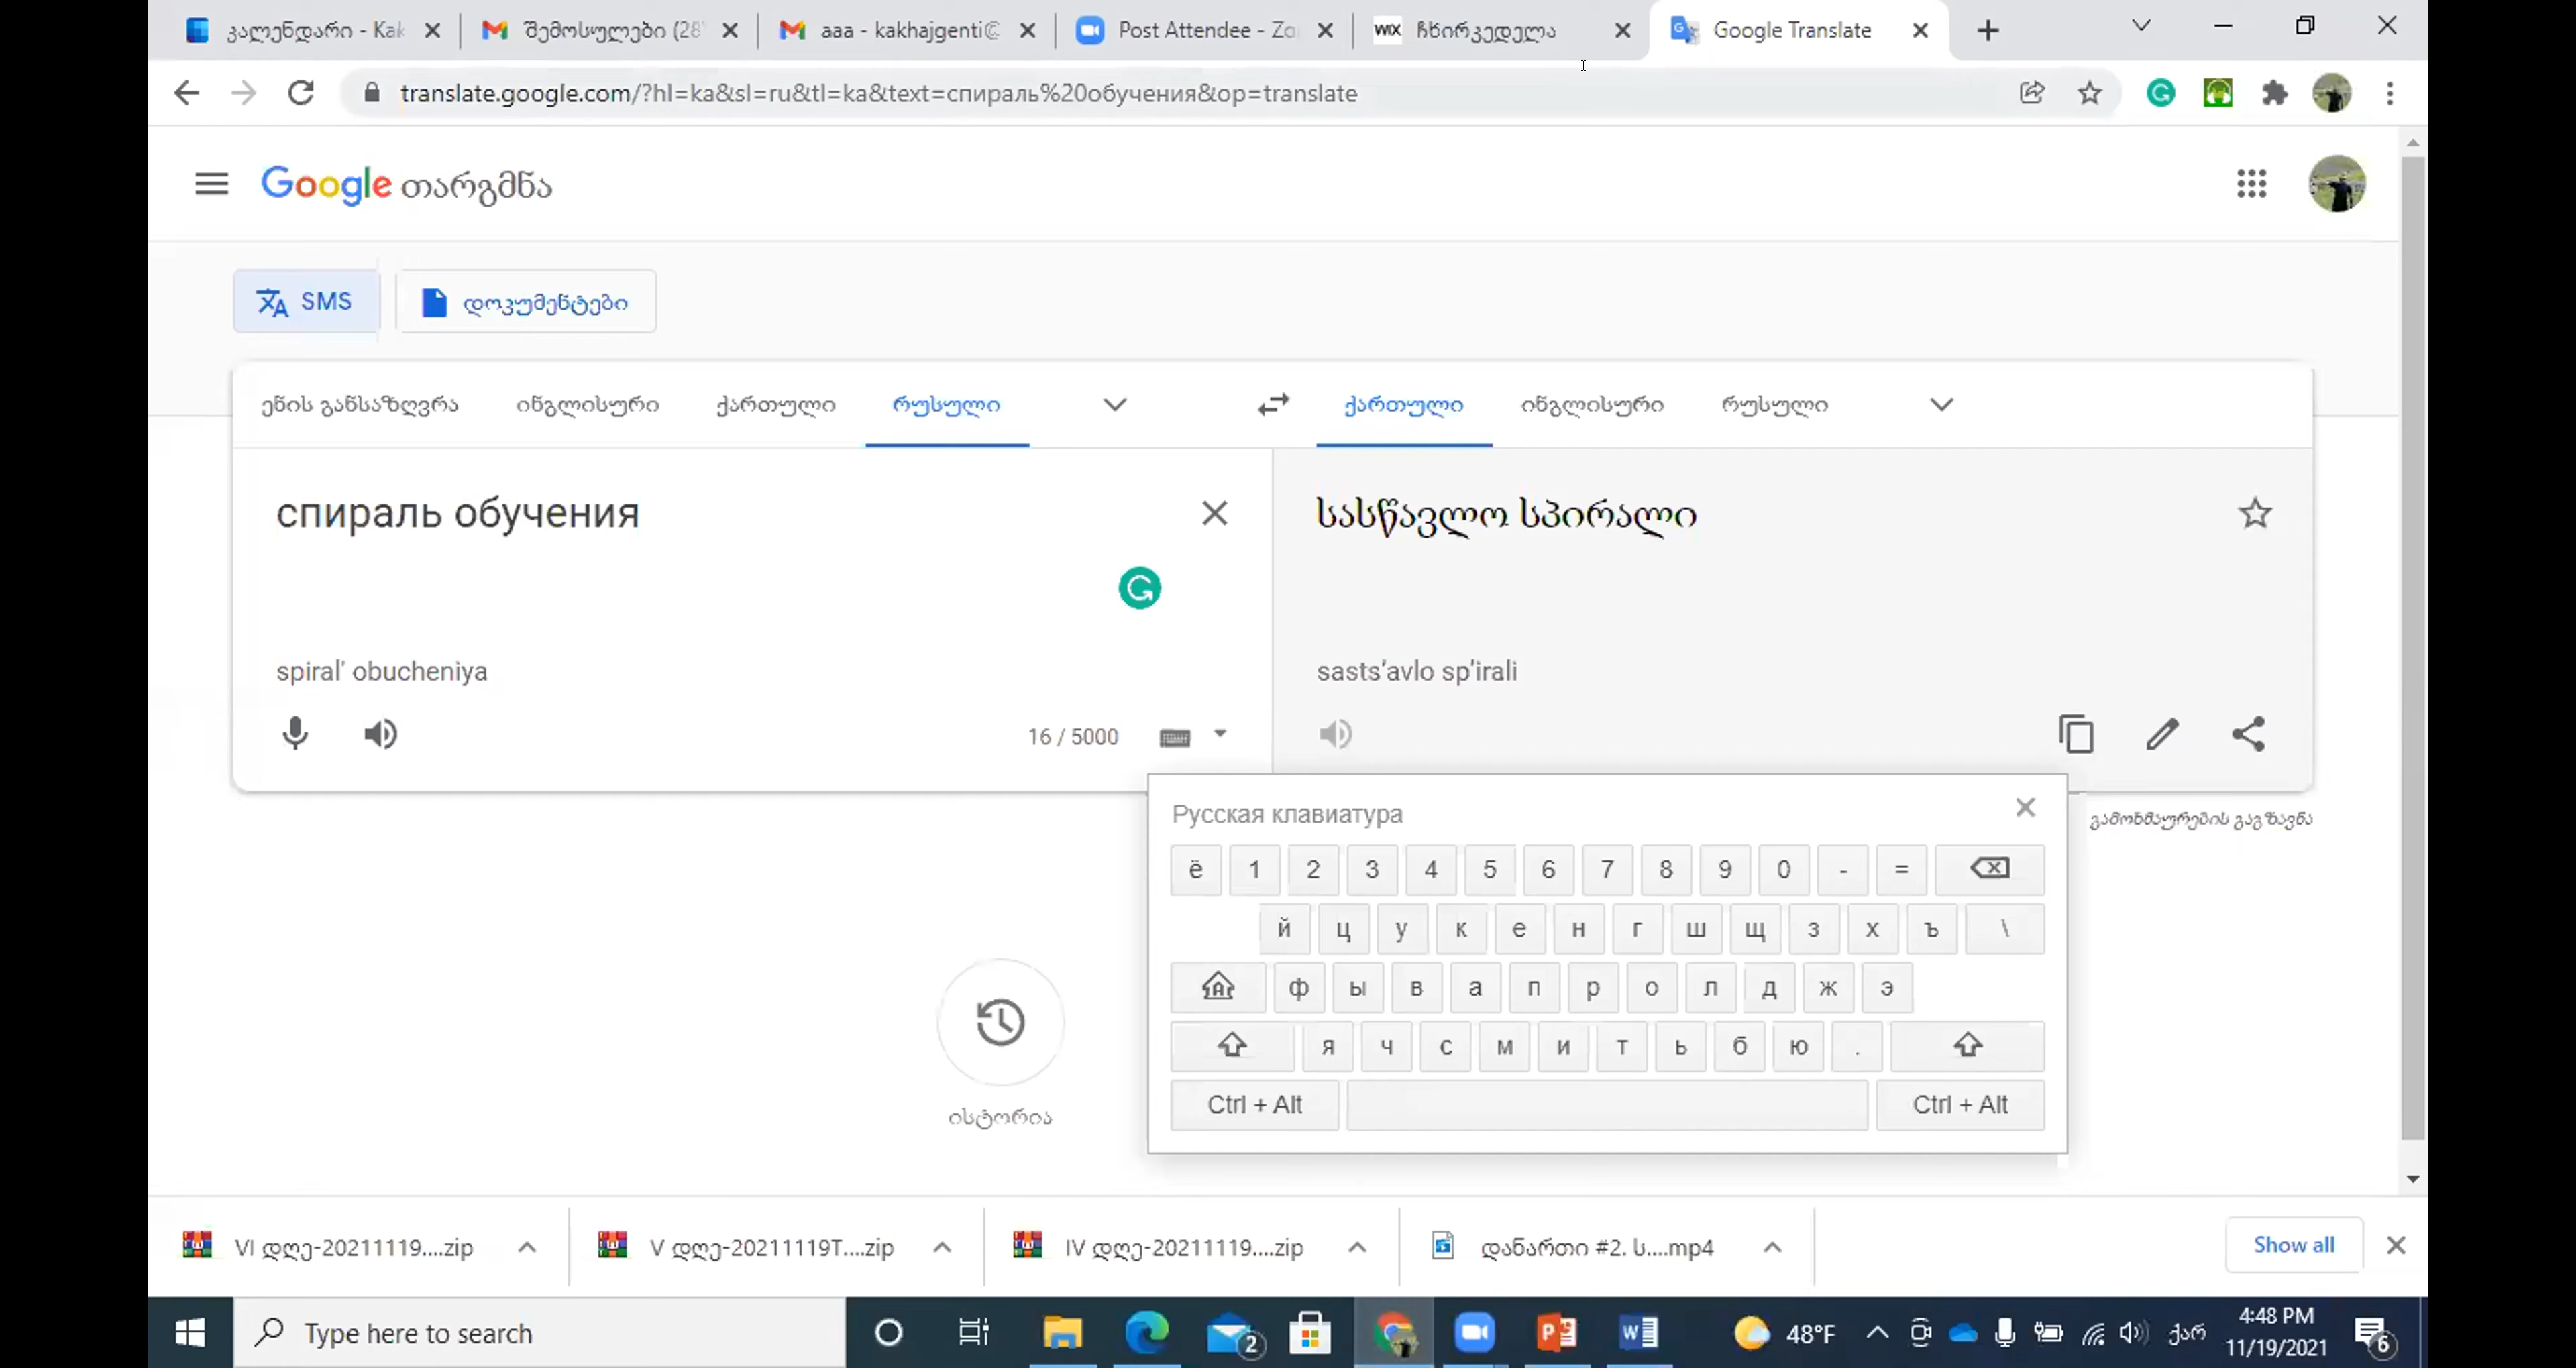 კალენდარი - Kak
შემოსულები (28
aaa - kakhajgenti@
Post Attendee - Zo
WIX ჩხირკედელა
Google Translate
translate.google.com/?hl=ka&sl=ru&tl=ka&text=спираль%20обучения&op=translate
Google თარგმნა
SMS
დოკუმენტები
ენის განსაზღვრა ინგლისური ქართული რუსული
ქართული ინგლისური რუსული
спираль обучения
სასწავლო სპირალი
spiral' obucheniya
sasts'avlo sp'irali
16 / 5000
Русская клавиатура
გამოხმაურების გაგზავნა
ё 1 2 3 4 5 6 7 8 9 0 - =
й ц у к е н г ш щ з х ъ \
ф ы в а п р о л д ж э
я ч с м и т ь б ю .
Ctrl + Alt Ctrl + Alt
ისტორია
VI დღე-20211119....zip
V დღე-20211119T....zip
IV დღე-20211119....zip
დანართი #2. ს....mp4
Show all
Type here to search
2
48°F
ქარ
4:48 PM
11/19/2021
6